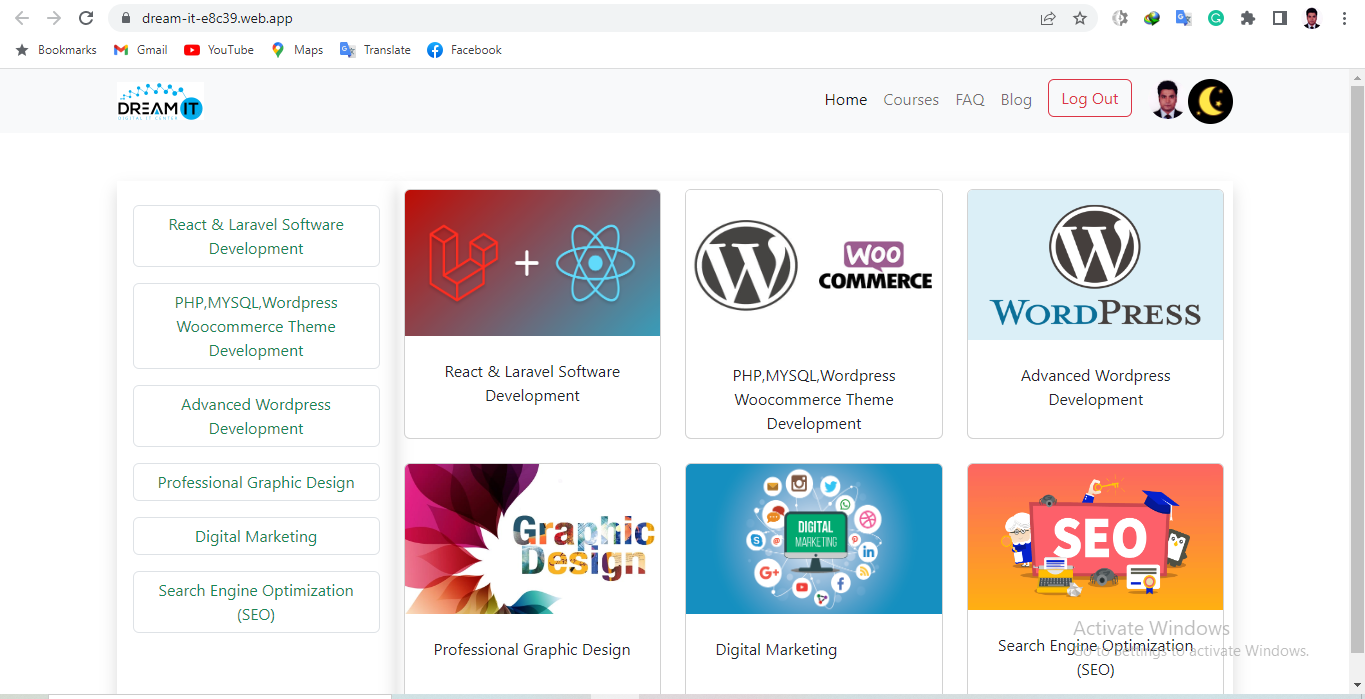 dream-it-e8c39.web.app
Bookmarks Gmail YouTube Maps Translate Facebook
DREAM IT
DIGITAL IT CENTER
Home Courses FAQ Blog Log Out
React & Laravel Software
Development
PHP,MYSQL,Wordpress
Woocommerce Theme
Development
Advanced Wordpress
Development
Professional Graphic Design
Digital Marketing
Search Engine Optimization
(SEO)
React & Laravel Software
Development
WOO
COMMERCE
PHP,MYSQL,Wordpress
Woocommerce Theme
Development
WORDPRESS
Advanced Wordpress
Development
Graphic
Design
Professional Graphic Design
DIGITAL
MARKETING
Digital Marketing
SEO
Search Engine Optimization
(SEO)
Activate Windows
Go to Settings to activate Windows.